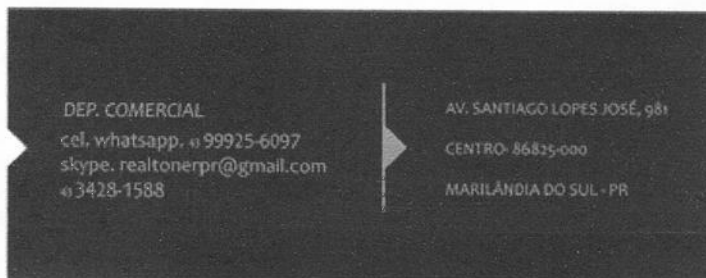 DEP. COMERCIAL
cel. whatsapp. 43 99925-6097
skype. realtonerpr@gmail.com
43 3428-1588
AV. SANTIAGO LOPES JOSÉ, 981
CENTRO- 86825-000
MARILÂNDIA DO SUL - PR